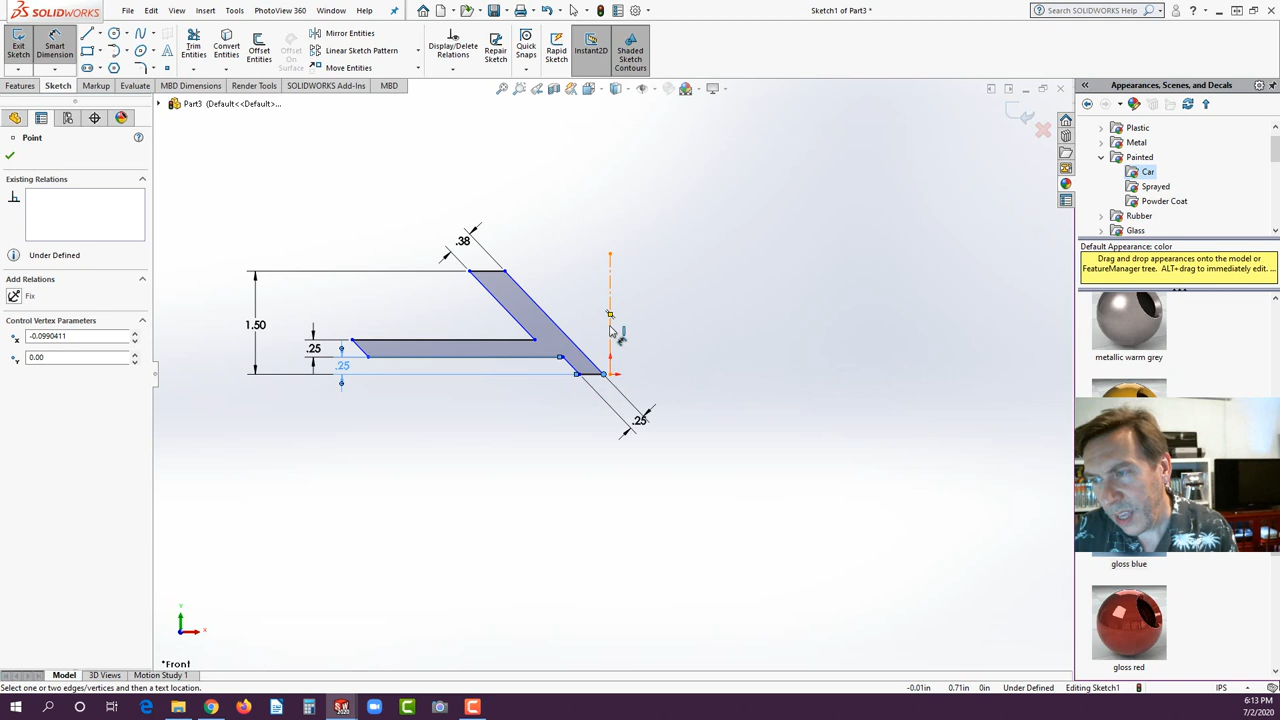 SOLIDWORKS
File Edit View Insert Tools PhotoView 360 Window Help
Sketch1 of Part3 *
Search SOLIDWORKS Help
Exit Sketch
Smart Dimension
Trim Entities
Convert Entities
Offset Entities
Offset On Surface
Mirror Entities
Linear Sketch Pattern
Move Entities
Display/Delete Relations
Repair Sketch
Quick Snaps
Rapid Sketch
Instant2D
Shaded Sketch Contours
Features Sketch Markup Evaluate MBD Dimensions Render Tools SOLIDWORKS Add-Ins MBD
Appearances, Scenes, and Decals
Part3 (Default<<Default>...
Point
Existing Relations
Under Defined
Add Relations
Fix
Control Vertex Parameters
-0.0990411
0.00
.38
1.50
.25
.25
.25
Y
X
*Front
Plastic
Metal
Painted
Car
Sprayed
Powder Coat
Rubber
Glass
Default Appearance: color
Drag and drop appearances onto the model or FeatureManager tree. ALT+drag to immediately edit. ...
metallic warm grey
gloss blue
gloss red
Model 3D Views Motion Study 1
Select one or two edges/vertices and then a text location.
-0.01in 0.71in 0in Under Defined Editing Sketch1 IPS
6:13 PM
7/2/2020